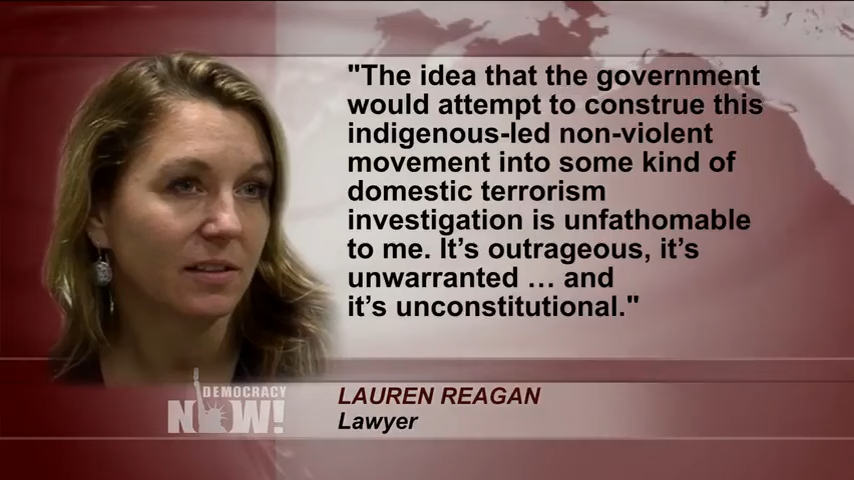 "The idea that the government
would attempt to construe this
indigenous-led non-violent
movement into some kind of
domestic terrorism
investigation is unfathomable
to me. It’s outrageous, it’s
unwarranted … and
it’s unconstitutional."
DEMOCRACY
NOW!
LAUREN REAGAN
Lawyer